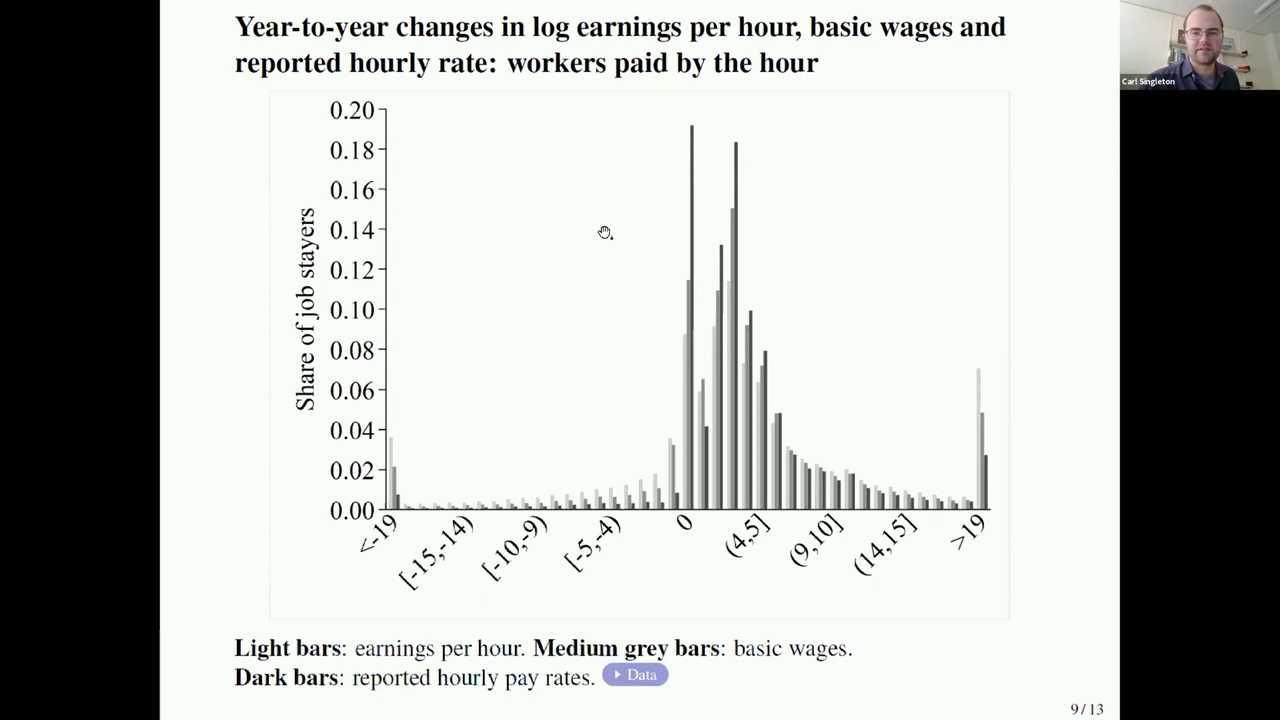 Year-to-year changes in log earnings per hour, basic wages and
reported hourly rate: workers paid by the hour
Carl Singleton
Share of job stayers
0.20
0.18
0.16
0.14
0.12
0.10
0.08
0.06
0.04
0.02
0.00
<-19
[-15,-14)
[-10,-9)
[-5,-4)
0
(4,5]
(9,10]
(14,15]
>19
Light bars: earnings per hour. Medium grey bars: basic wages.
Dark bars: reported hourly pay rates. Data
9 / 13